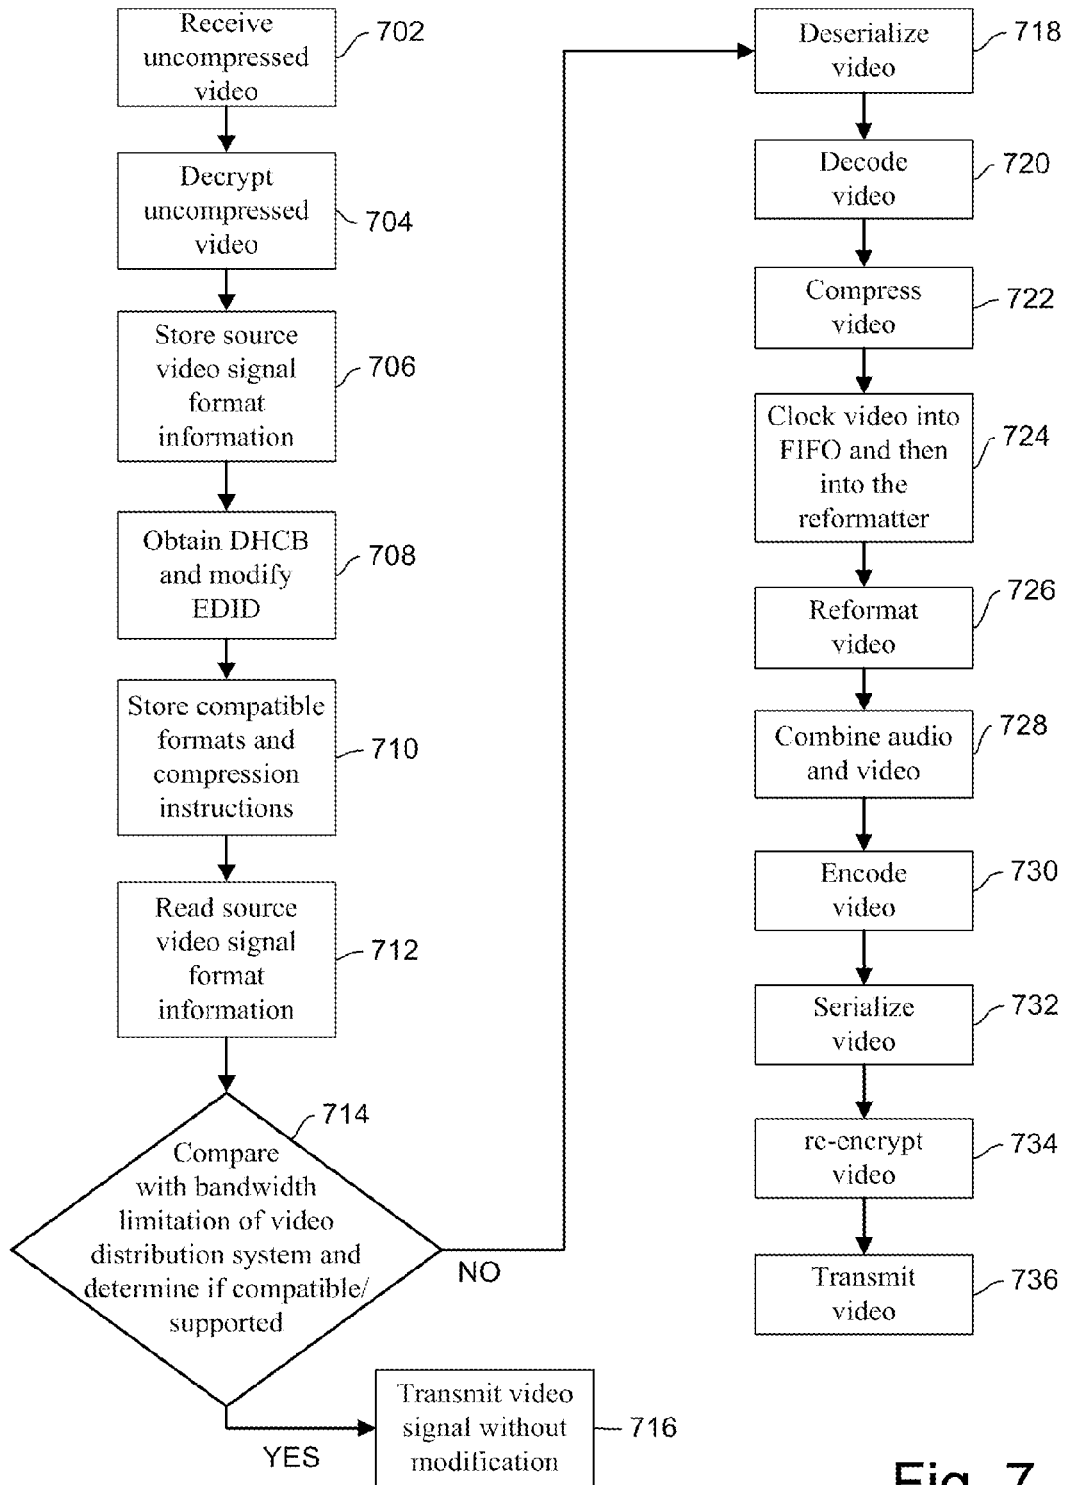 Receive
uncompressed
video
702
Decrypt
uncompressed
video
704
Store source
video signal
format
information
706
Obtain DHCB
and modify
EDID
708
Store compatible
formats and
compression
instructions
710
Read source
video signal
format
information
712
714
Compare
with bandwidth
limitation of video
distribution system and
determine if compatible/
supported
NO
YES
Transmit video
signal without
modification
716
Deserialize
video
718
Decode
video
720
Compress
video
722
Clock video into
FIFO and then
into the
reformatter
724
Reformat
video
726
Combine audio
and video
728
Encode
video
730
Serialize
video
732
re-encrypt
video
734
Transmit
video
736
Fig. 7